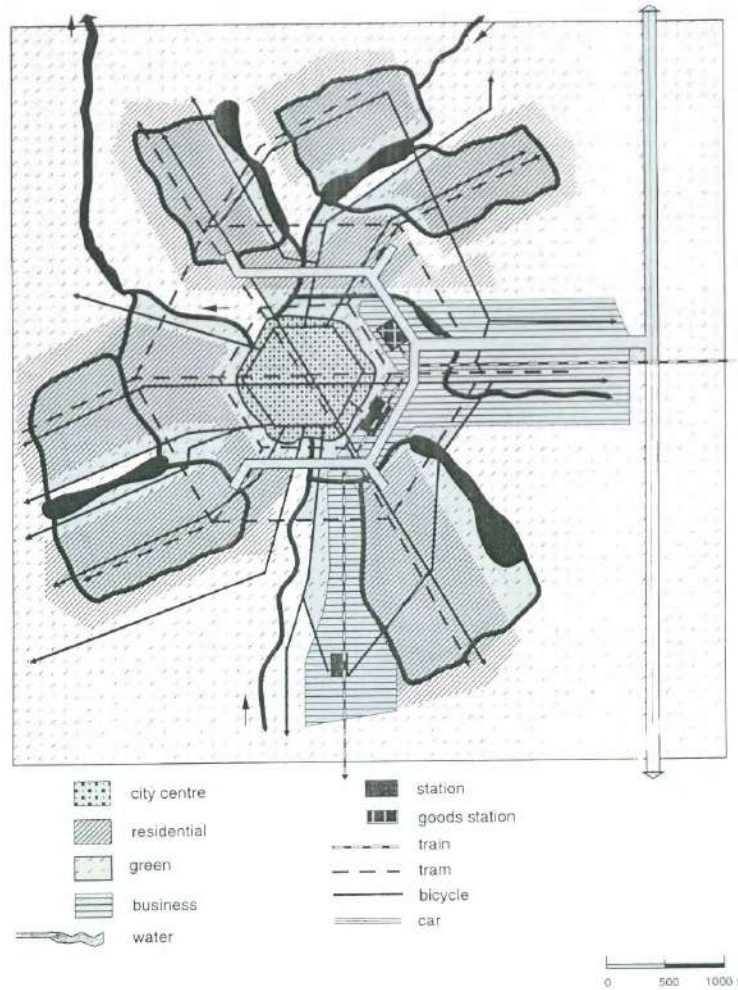 city centre
residential
green
business
water
station
goods station
train
tram
bicycle
car
0 500 1000